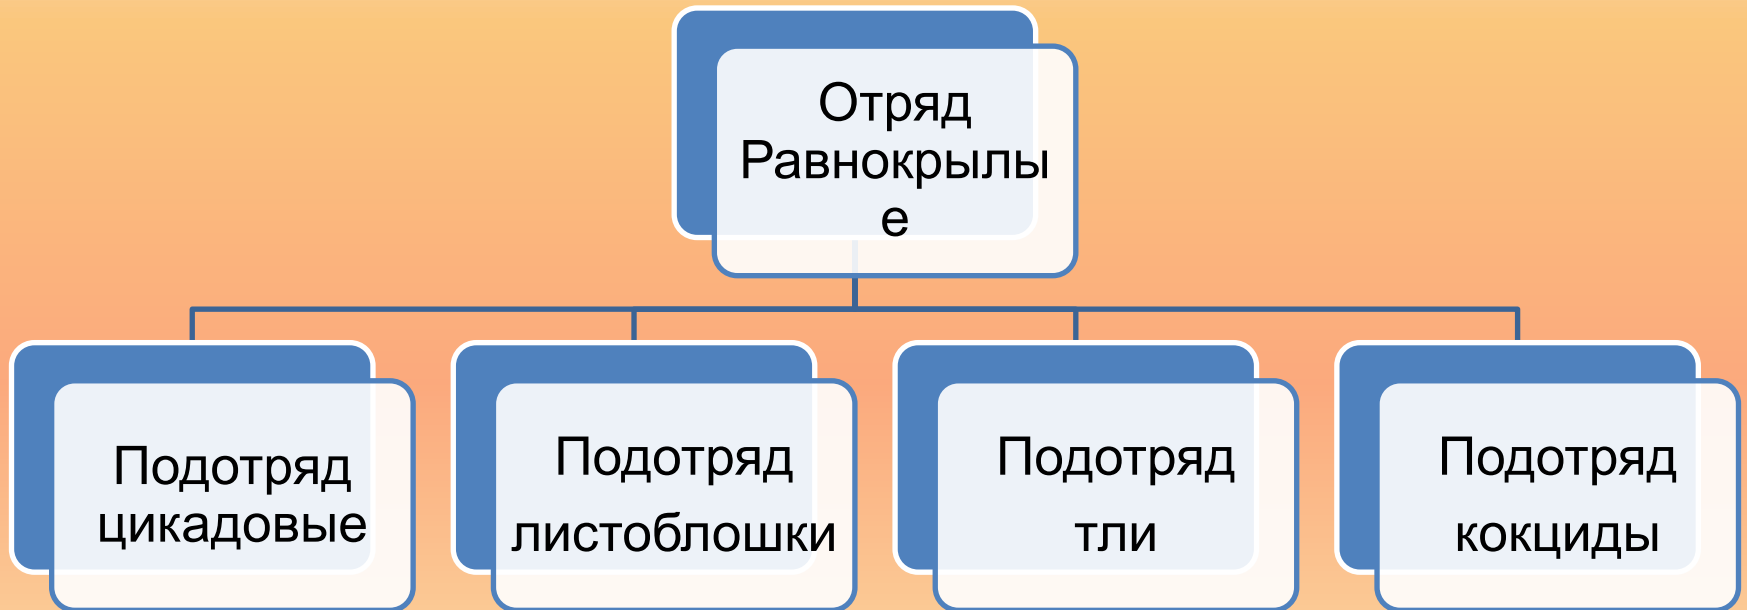 Отряд
Равнокрылы
е
Подотряд
цикадовые
Подотряд
листоблошки
Подотряд
тли
Подотряд
кокциды